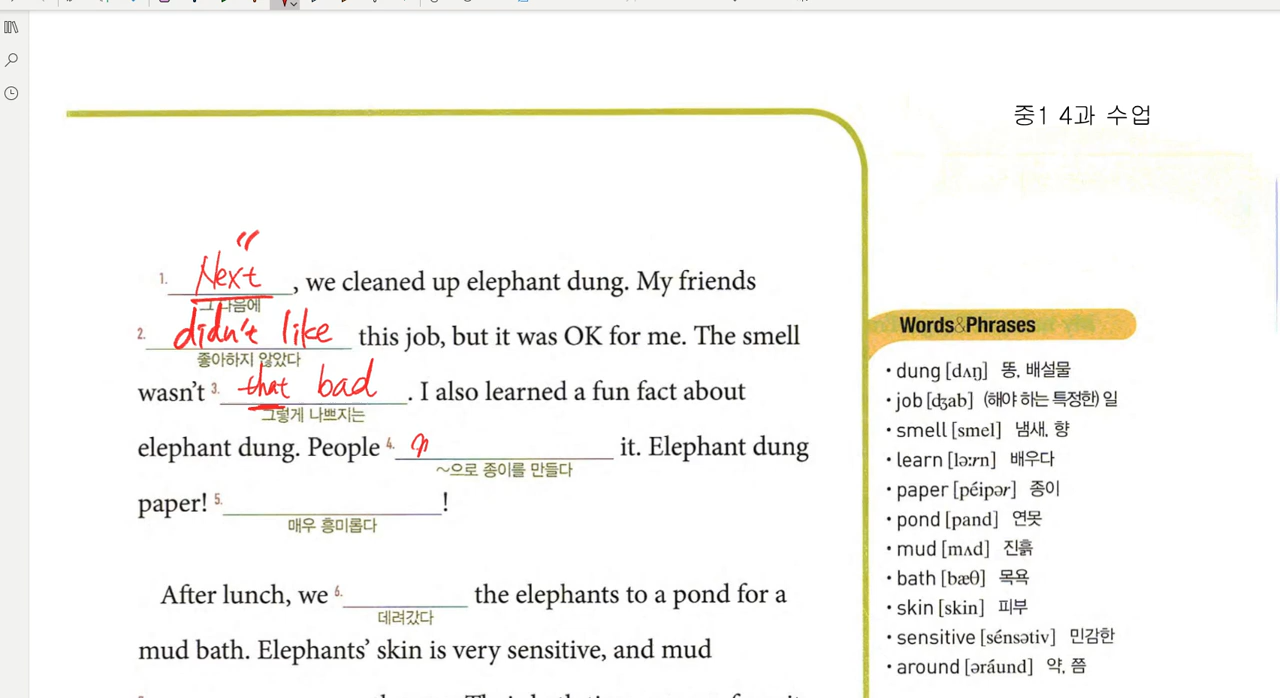 중1 4과 수업
1. Next , we cleaned up elephant dung. My friends
그 다음에
2. didn't like this job, but it was OK for me. The smell
좋아하지 않았다
wasn't 3. that bad . I also learned a fun fact about
그렇게 나쁘지는
elephant dung. People 4. it. Elephant dung
~으로 종이를 만들다
paper! 5. !
매우 흥미롭다
After lunch, we 6. the elephants to a pond for a
데려갔다
mud bath. Elephants' skin is very sensitive, and mud
Words&Phrases
• dung [dʌŋ] 똥, 배설물
• job [dʒab] (해야 하는 특정한) 일
• smell [smel] 냄새, 향
• learn [lə:rn] 배우다
• paper [péipər] 종이
• pond [pand] 연못
• mud [mʌd] 진흙
• bath [bæθ] 목욕
• skin [skin] 피부
• sensitive [sénsətiv] 민감한
• around [əráund] 약, 쯤